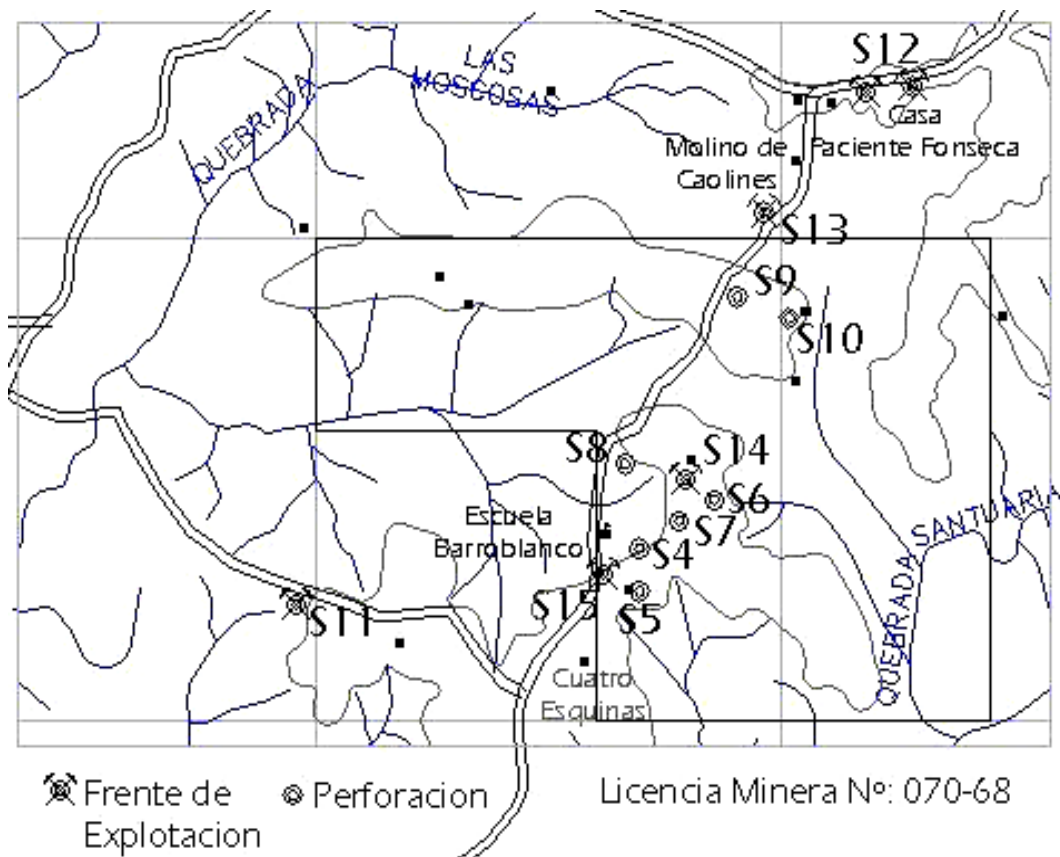 S12
LAS
MOSCOSAS
QUEBRADA
Casa
Molino de
Caolines
Paciente Fonseca
S13
S9
S10
S8
S14
S6
Escuela
Barroblanco
S7
S4
QUEBRADA SANTUARIA
S15
S5
S11
Cuatro
Esquinas
Frente de
Explotacion
Perforacion
Licencia Minera Nº: 070-68